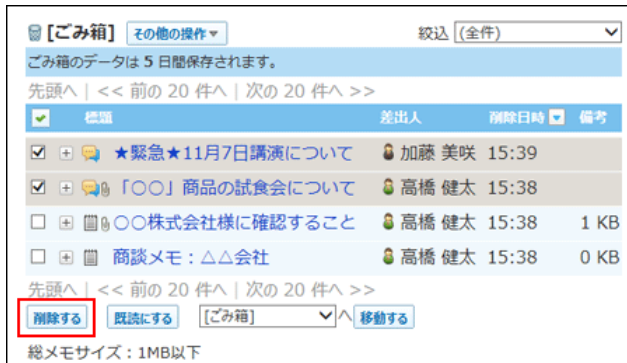 [ごみ箱] その他の操作▼ 絞込 (全件)
ごみ箱のデータは 5 日間保存されます。
先頭へ | << 前の 20 件へ | 次の 20 件へ >>
標題 差出人 削除日時 備考
★緊急★11月7日講演について 加藤 美咲 15:39
「〇〇」商品の試食会について 高橋 健太 15:38
〇〇株式会社様に確認すること 高橋 健太 15:38 1 KB
商談メモ:△△会社 高橋 健太 15:38 0 KB
先頭へ | << 前の 20 件へ | 次の 20 件へ >>
削除する 既読にする [ごみ箱] へ 移動する
総メモサイズ:1MB以下